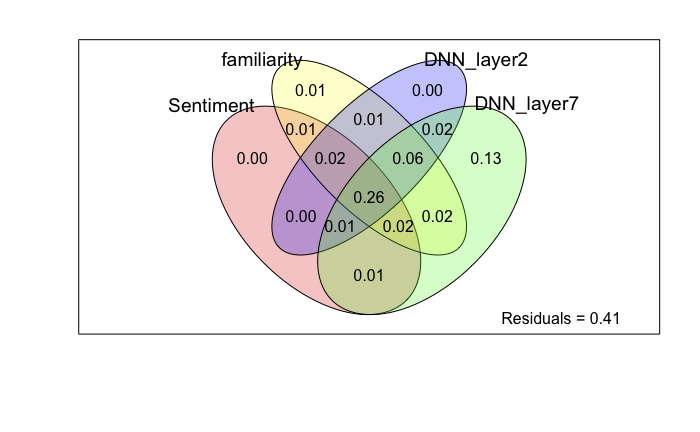 familiarity DNN_layer2
Sentiment DNN_layer7
0.01 0.00
0.01
0.01 0.02
0.00 0.02 0.06 0.13
0.26
0.00 0.02
0.01 0.02
0.01
Residuals = 0.41